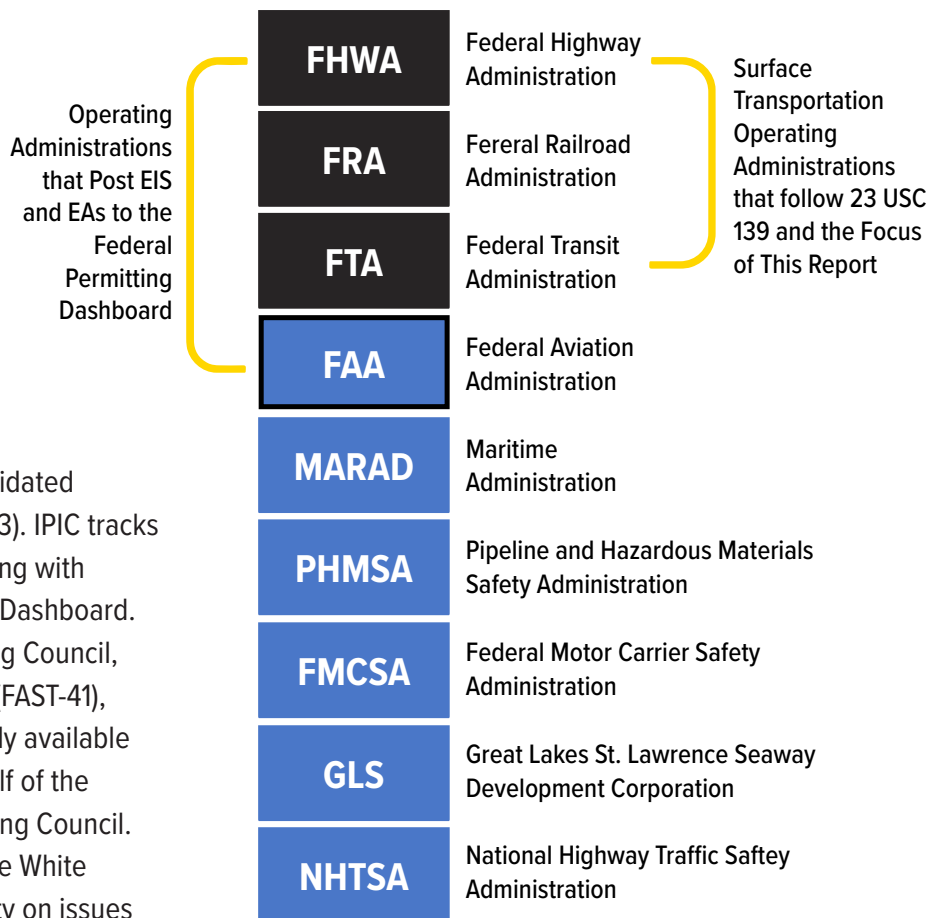 Operating
Administrations
that Post EIS
and EAs to the
Federal
Permitting
Dashboard
FHWA
Federal Highway
Administration
FRA
Fereral Railroad
Administration
FTA
Federal Transit
Administration
Surface
Transportation
Operating
Administrations
that follow 23 USC
139 and the Focus
of This Report
FAA
Federal Aviation
Administration
MARAD
Maritime
Administration
PHMSA
Pipeline and Hazardous Materials
Safety Administration
FMCSA
Federal Motor Carrier Safety
Administration
GLS
Great Lakes St. Lawrence Seaway
Development Corporation
NHTSA
National Highway Traffic Saftey
Administration
idated
3). IPIC tracks
ng with
Dashboard.
g Council,
(FAST-41),
ly available
lf of the
ng Council.
e White
ty on issues